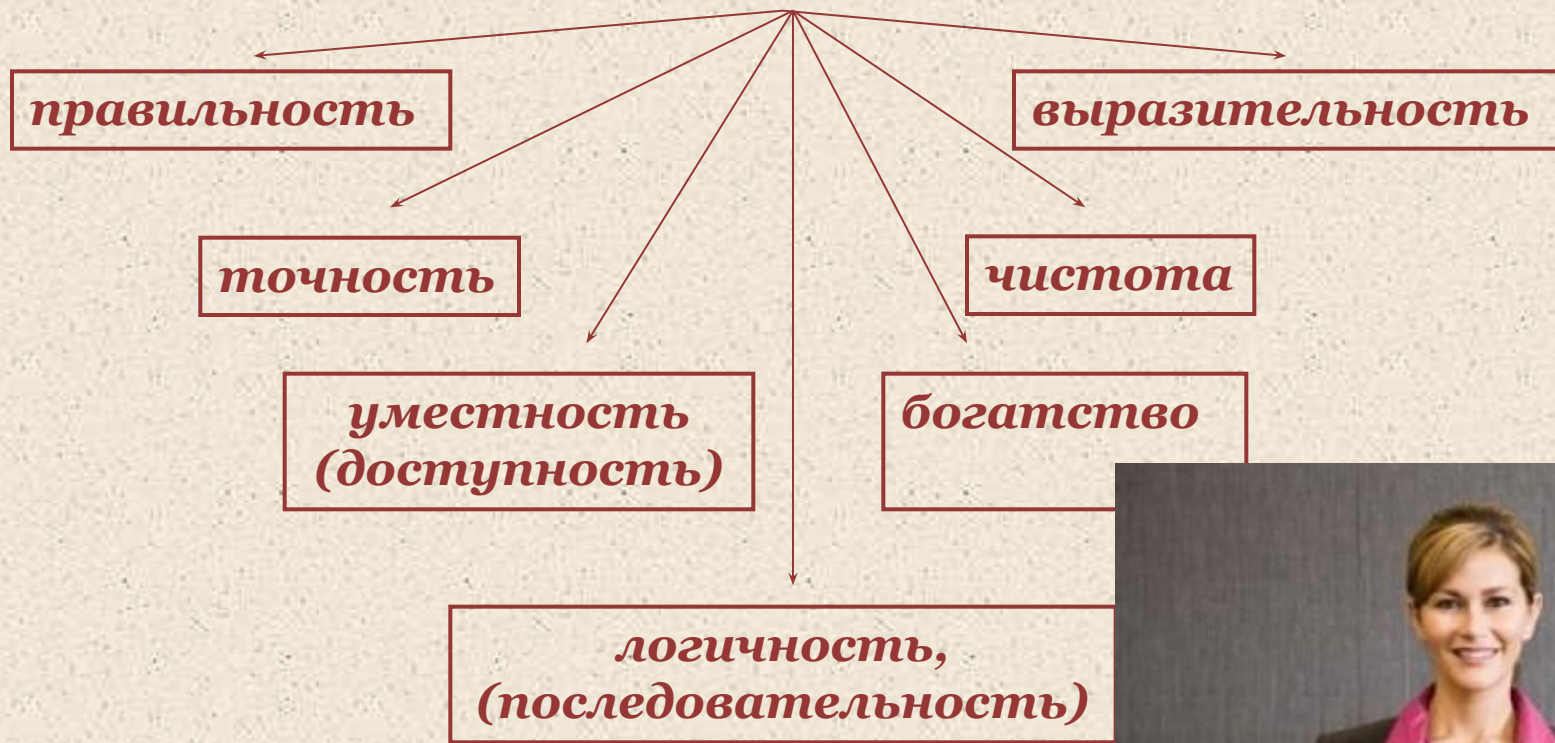 правильность
выразительность
точность
чистота
уместность
(доступность)
богатство
логичность,
(последовательность)